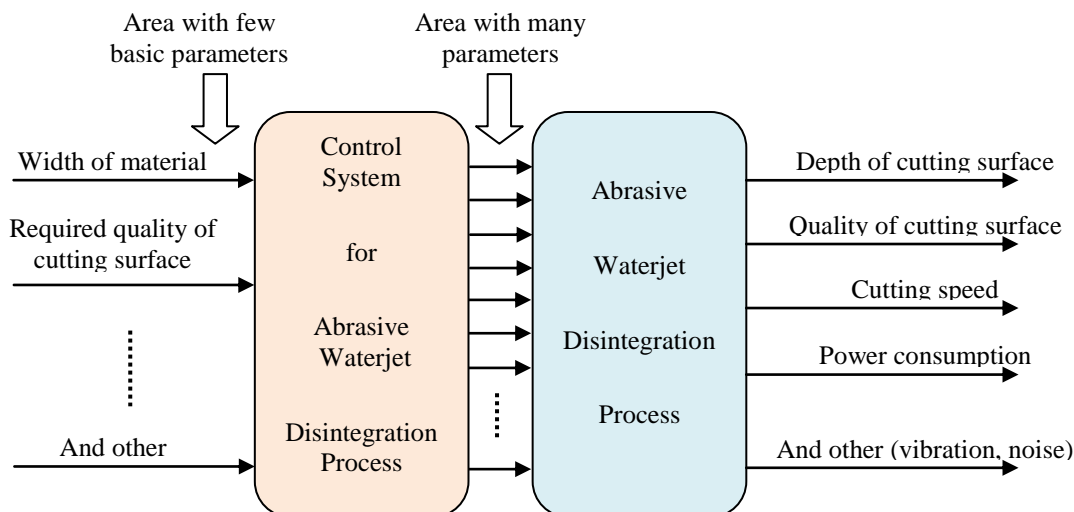 Area with few
basic parameters
Area with many
parameters
Width of material
Required quality of
cutting surface
And other
Control
System
for
Abrasive
Waterjet
Disintegration
Process
Abrasive
Waterjet
Disintegration
Process
Depth of cutting surface
Quality of cutting surface
Cutting speed
Power consumption
And other (vibration, noise)